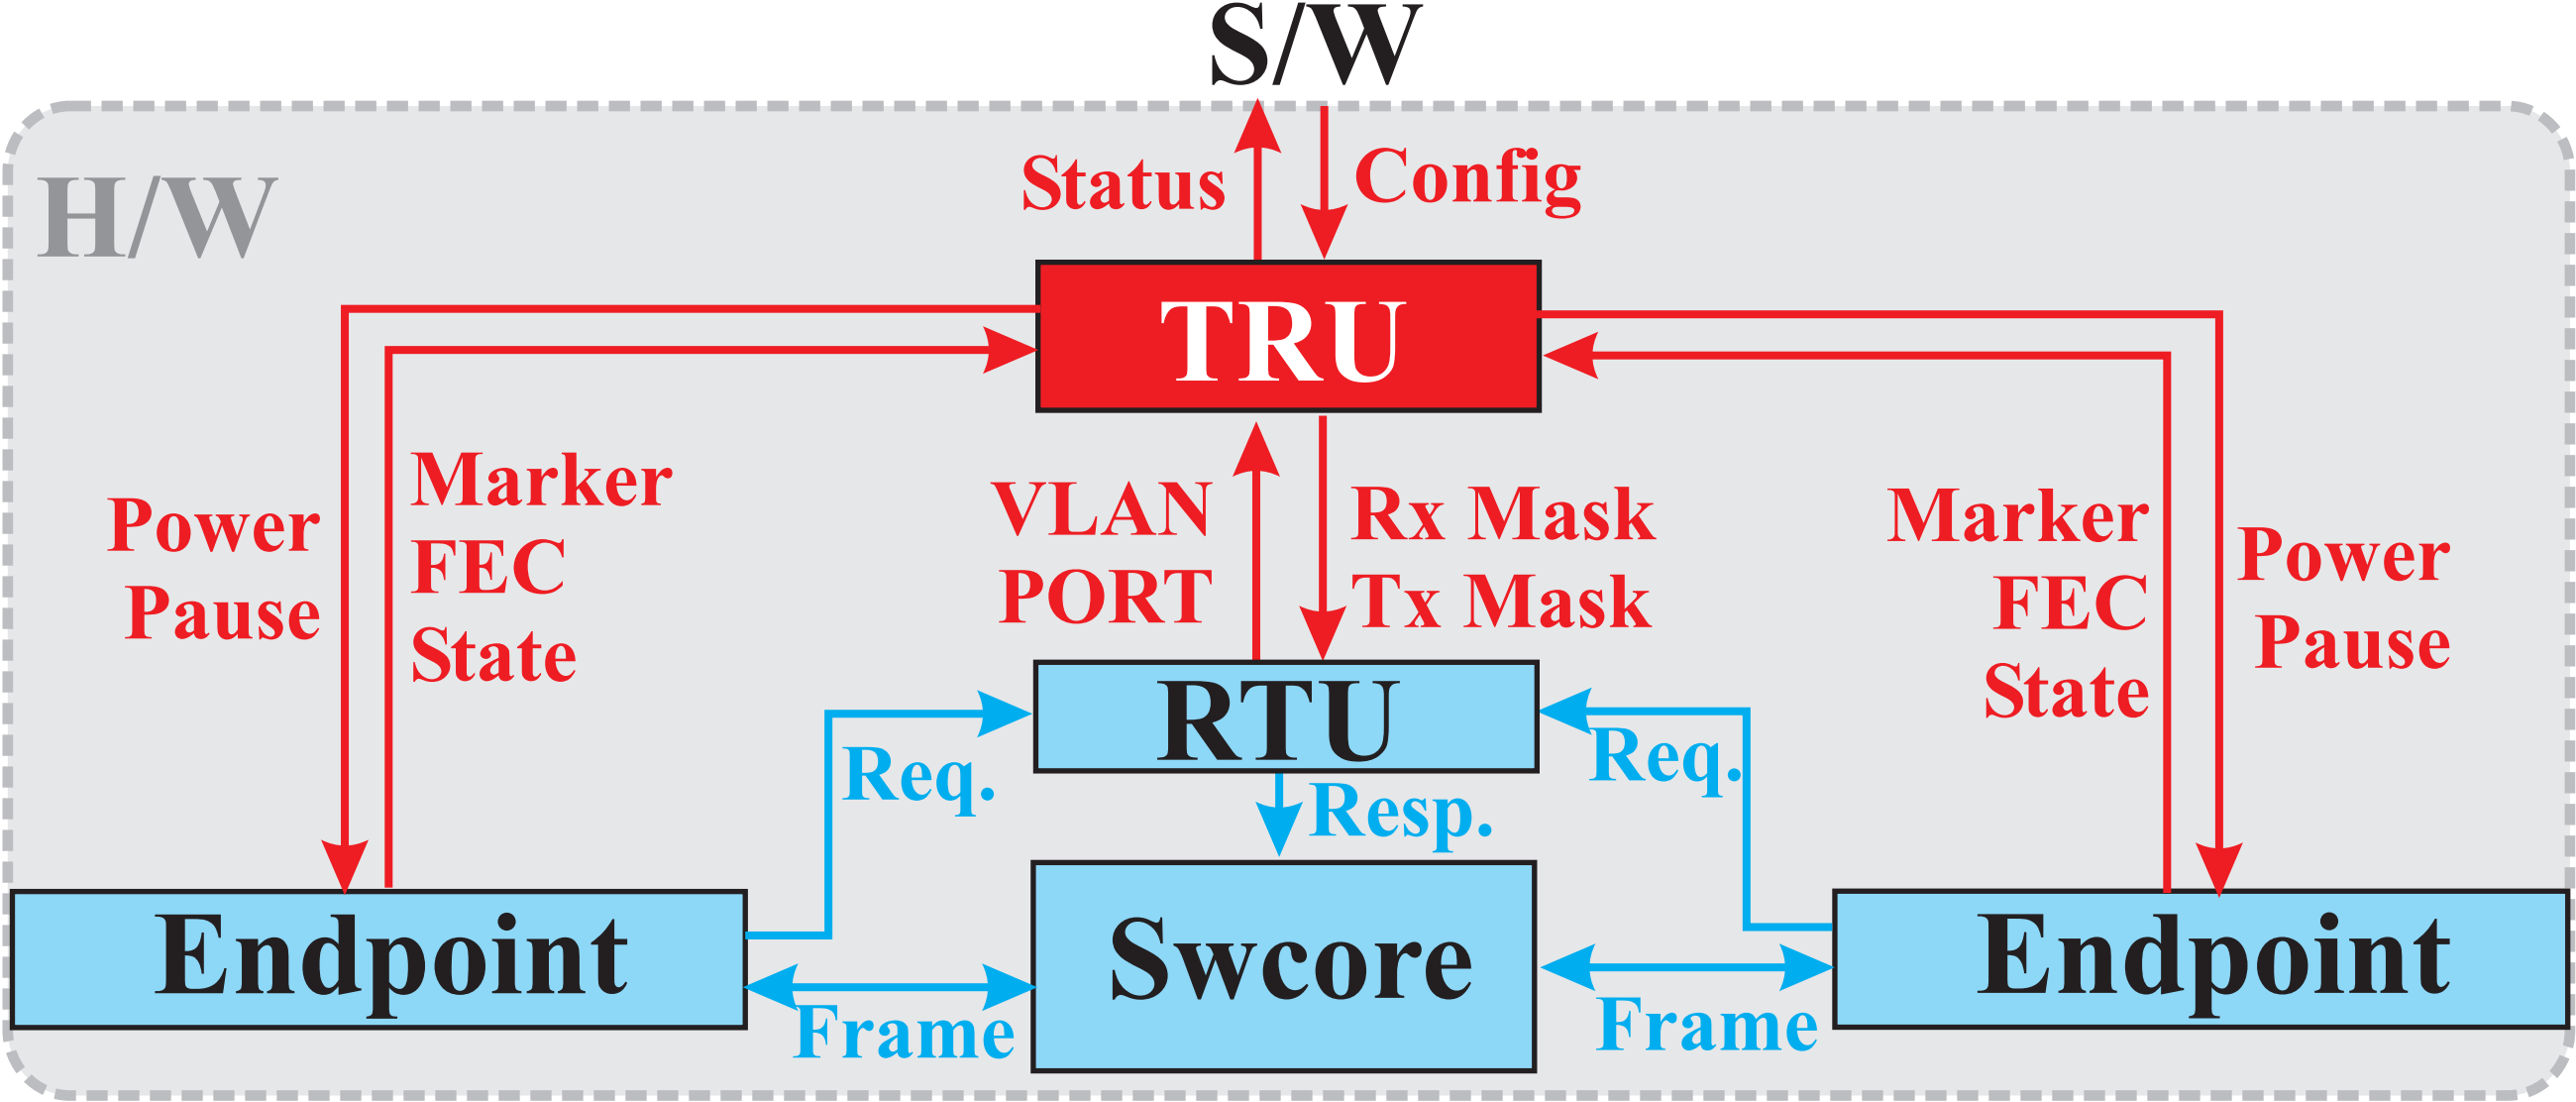 S/W
H/W
Status
Config
TRU
Power
Pause
Marker
FEC
State
VLAN
PORT
Rx Mask
Tx Mask
Marker
FEC
State
Power
Pause
RTU
Req.
Resp.
Req.
Endpoint
Swcore
Endpoint
Frame
Frame